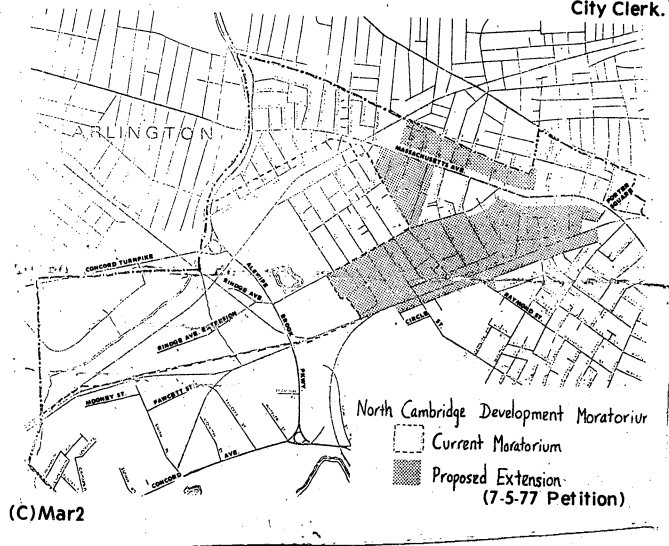 City Clerk.
ARLINGTON
MASSACHUSETTS AVE.
PORTER SQUARE
CONCORD TURNPIKE
ALEWIFE BROOK PKWY.
RINDGE AVE.
RINDGE AVE. EXTENTION
RAYMOND ST.
CIRCLE ST.
MOONEY ST.
FAWCETT ST.
CONCORD AVE.
North Cambridge Development Moratoriur
Current Moratorium
Proposed Extension
(7-5-77 Petition)
(C)Mar2